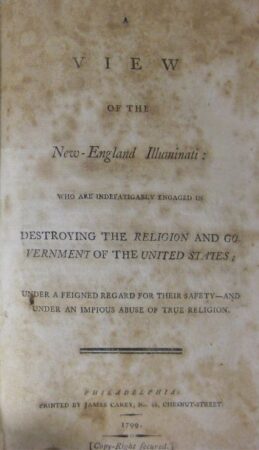 A
VIEW
OF THE
New-England Illuminati:
WHO ARE INDEFATIGABLY ENGAGED IN
DESTROYING THE RELIGION AND GO-
VERNMENT OF THE UNITED STATES;
UNDER A FEIGNED REGARD FOR THEIR SAFETY—AND
UNDER AN IMPIOUS ABUSE OF TRUE RELIGION.
PHILADELPHIA:
PRINTED BY JAMES CAREY, No. CHESNUT-STREET.
1799.
[Copy-Right secured.]